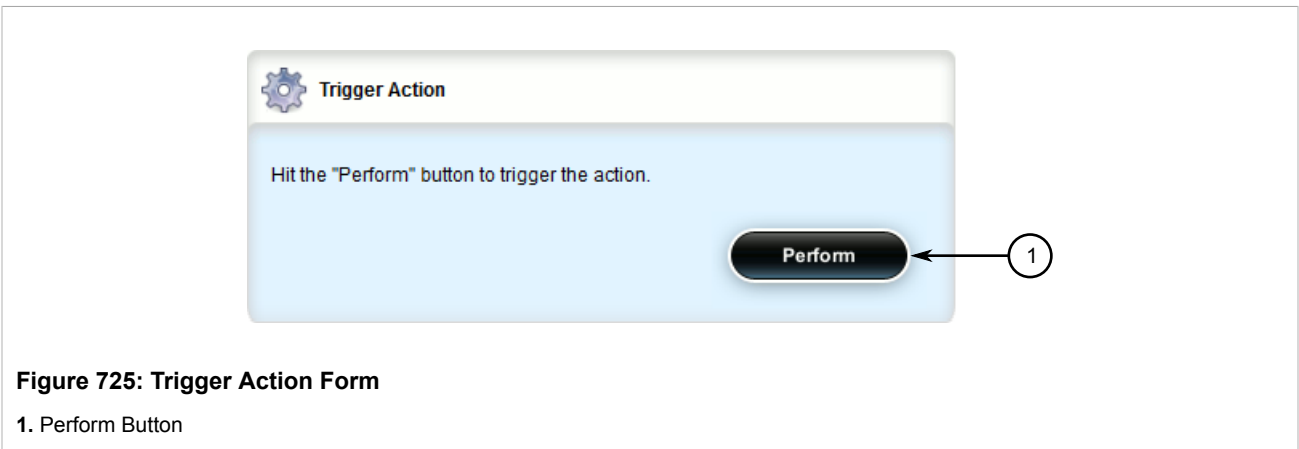 Trigger Action
Hit the "Perform" button to trigger the action.
Perform
1
Figure 725: Trigger Action Form
1. Perform Button